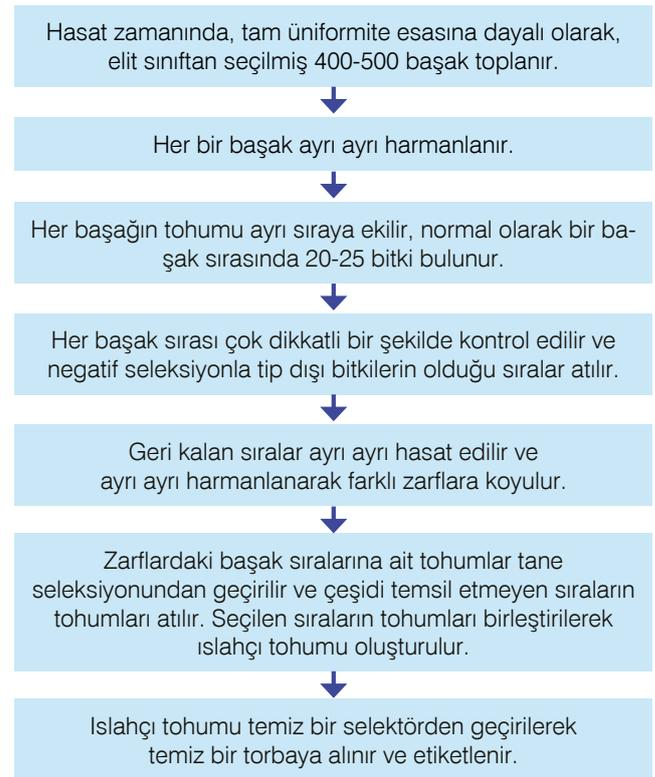 Hasat zamanında, tam üniformite esasına dayalı olarak,
elit sınıftan seçilmiş 400-500 başak toplanır.
Her bir başak ayrı ayrı harmanlanır.
Her başağın tohumu ayrı sıraya ekilir, normal olarak bir ba-
şak sırasında 20-25 bitki bulunur.
Her başak sırası çok dikkatli bir şekilde kontrol edilir ve
negatif seleksiyonla tip dışı bitkilerin olduğu sıralar atılır.
Geri kalan sıralar ayrı ayrı hasat edilir ve
ayrı ayrı harmanlanarak farklı zarflara koyulur.
Zarflardaki başak sıralarına ait tohumlar tane
seleksiyonundan geçirilir ve çeşidi temsil etmeyen sıraların
tohumları atılır. Seçilen sıraların tohumları birleştirilerek
ıslahçı tohumu oluşturulur.
Islahçı tohumu temiz bir selektörden geçirilerek
temiz bir torbaya alınır ve etiketlenir.